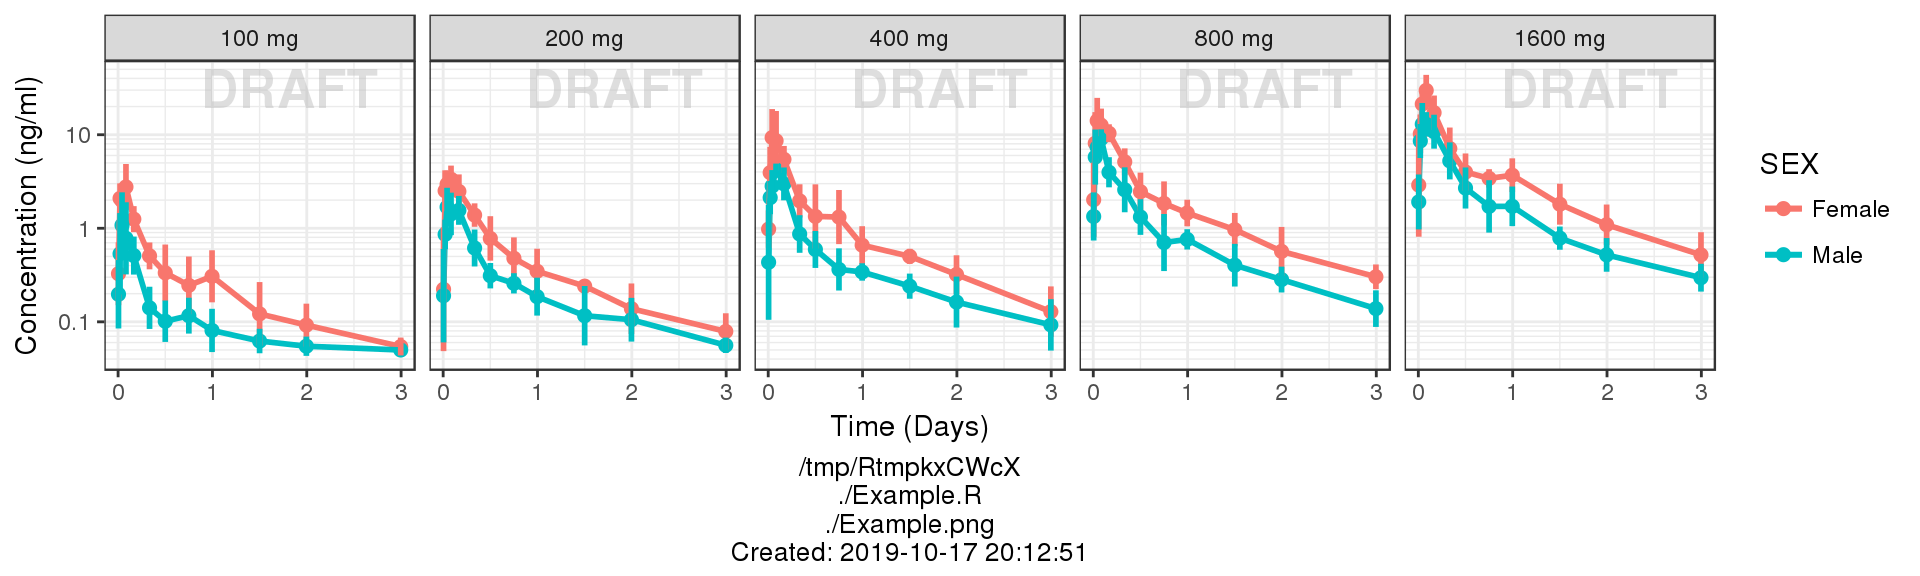 100 mg 200 mg 400 mg 800 mg 1600 mg
DRAFT DRAFT DRAFT DRAFT DRAFT
Concentration (ng/ml)
10
1
0.1
0 1 2 3 0 1 2 3 0 1 2 3 0 1 2 3 0 1 2 3
Time (Days)
SEX
Female
Male
/tmp/RtmpkxCWcX
./Example.R
./Example.png
Created: 2019-10-17 20:12:51